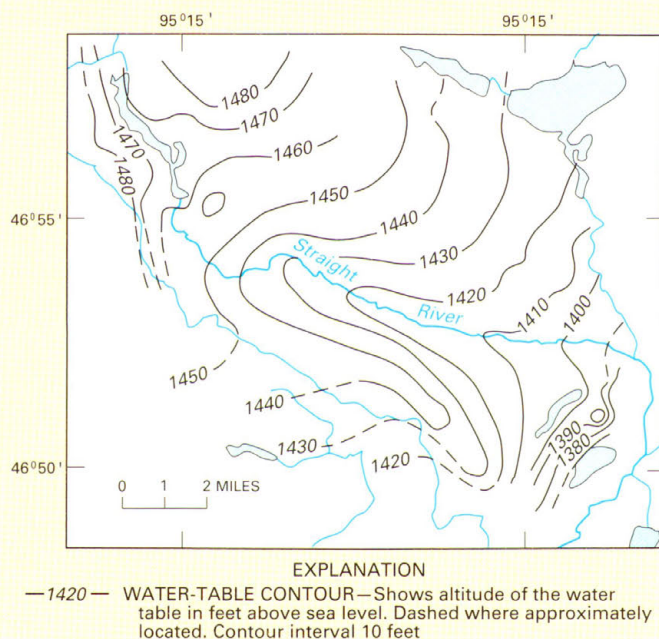 95°15' 95°15'
1480
1470
1460
1470
1480
1450
46°55'
1440
Straight
1430
1420
River
1410
1400
1450
1440
1430
1420
1390
1380
46°50'
0 1 2 MILES
EXPLANATION
—1420— WATER-TABLE CONTOUR—Shows altitude of the water
table in feet above sea level. Dashed where approximately
located. Contour interval 10 feet